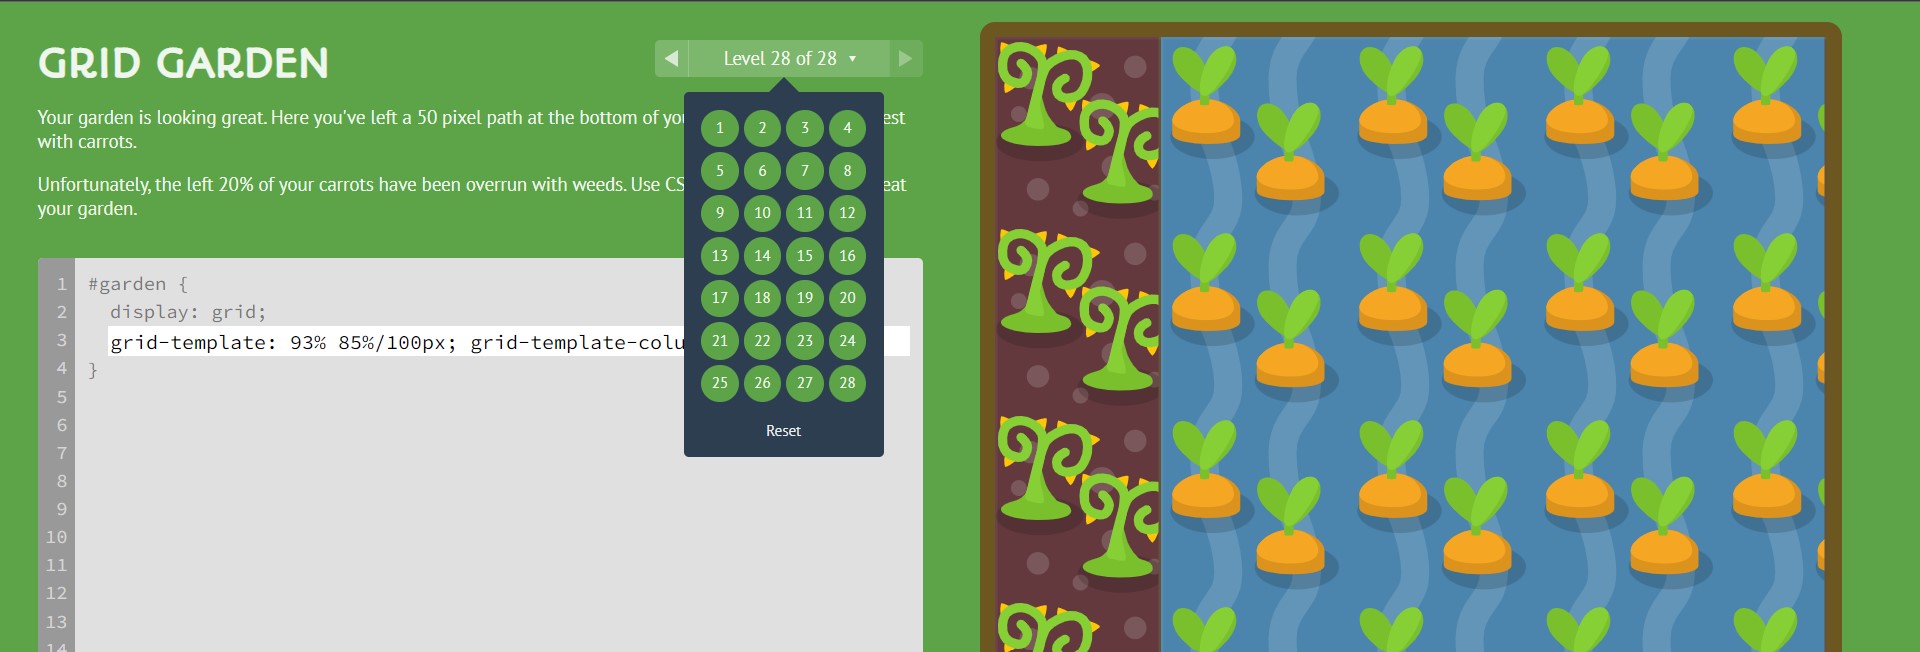 GRID GARDEN
Level 28 of 28
Your garden is looking great. Here you've left a 50 pixel path at the bottom of est
with carrots.
Unfortunately, the left 20% of your carrots have been overrun with weeds. Use eat
your garden.
1 2 3 4
5 6 7 8
9 10 11 12
13 14 15 16
17 18 19 20
21 22 23 24
25 26 27 28
Reset
1 #garden {
2 display: grid;
3 grid-template: 93% 85%/100px; grid-template-colu
4 }
5
6
7
8
9
10
11
12
13
14